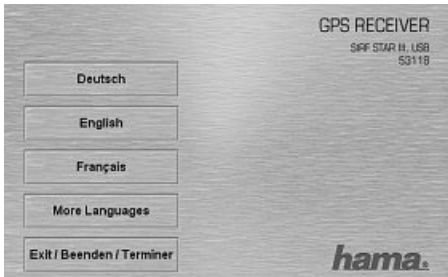 GPS RECEIVER
SiRF STAR III, USB
53118
Deutsch
English
Français
More Languages
Exit / Beenden / Terminer
hama.